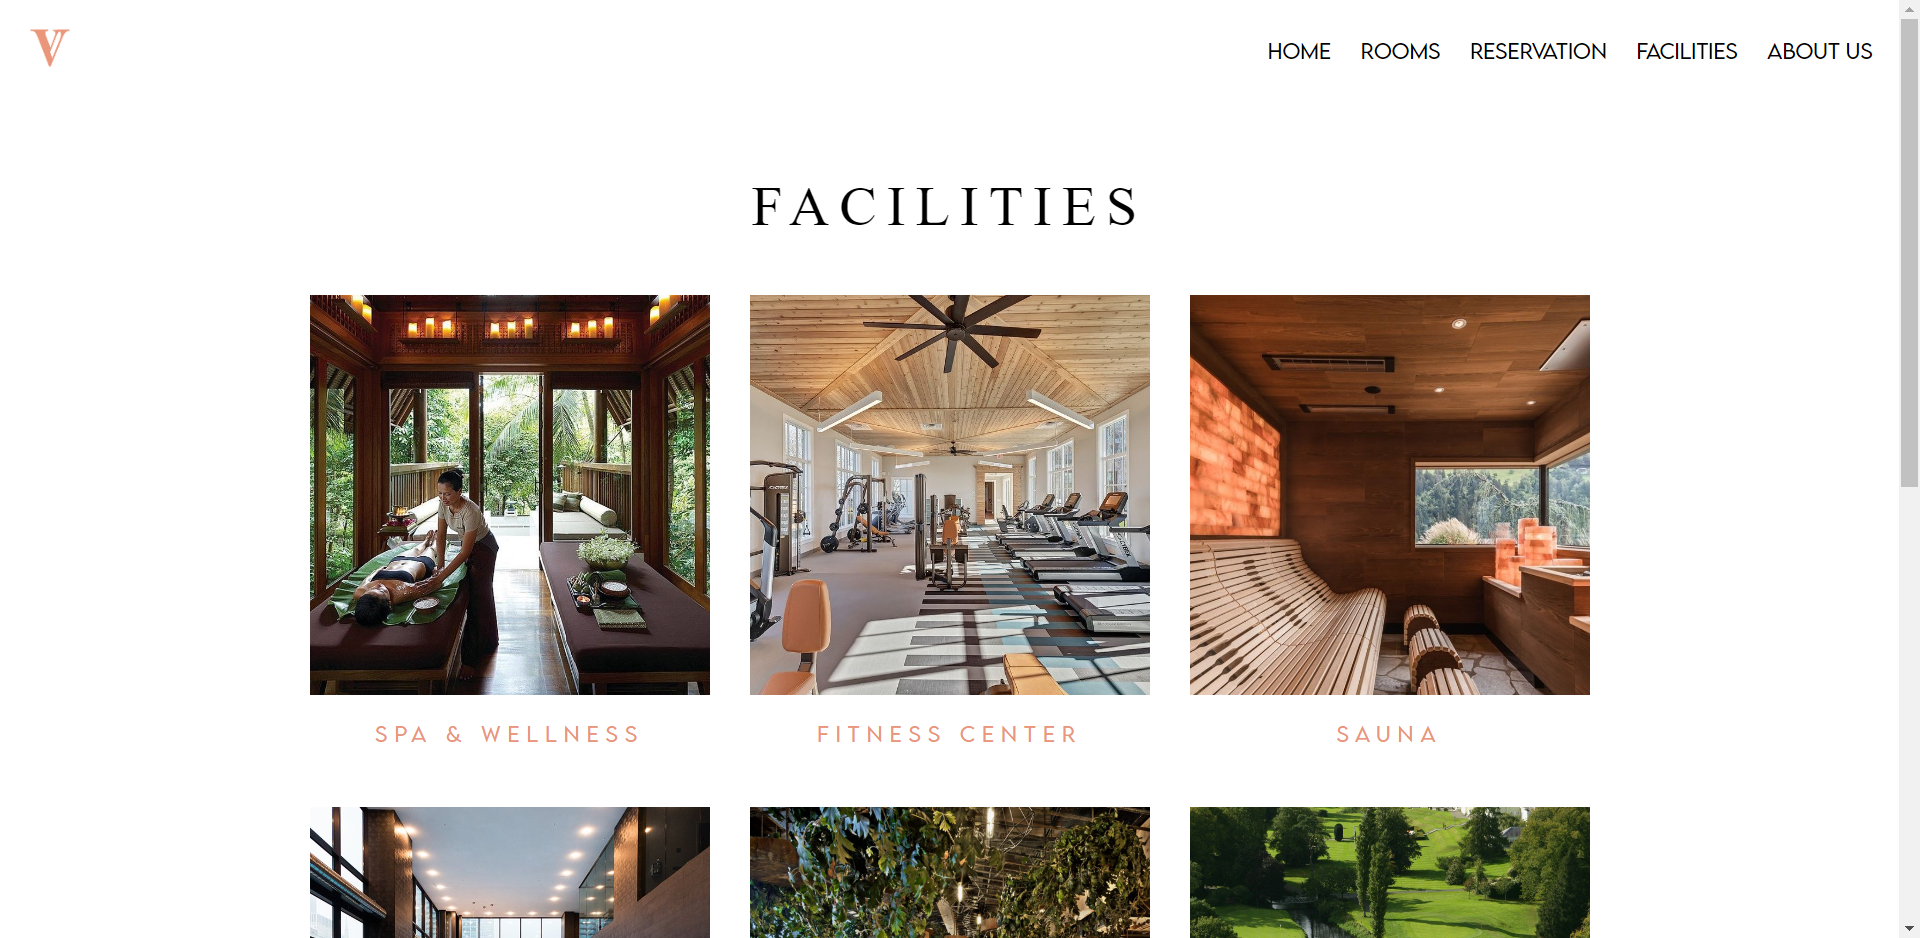 V
HOME ROOMS RESERVATION FACILITIES ABOUT US
FACILITIES
SPA & WELLNESS
FITNESS CENTER
SAUNA